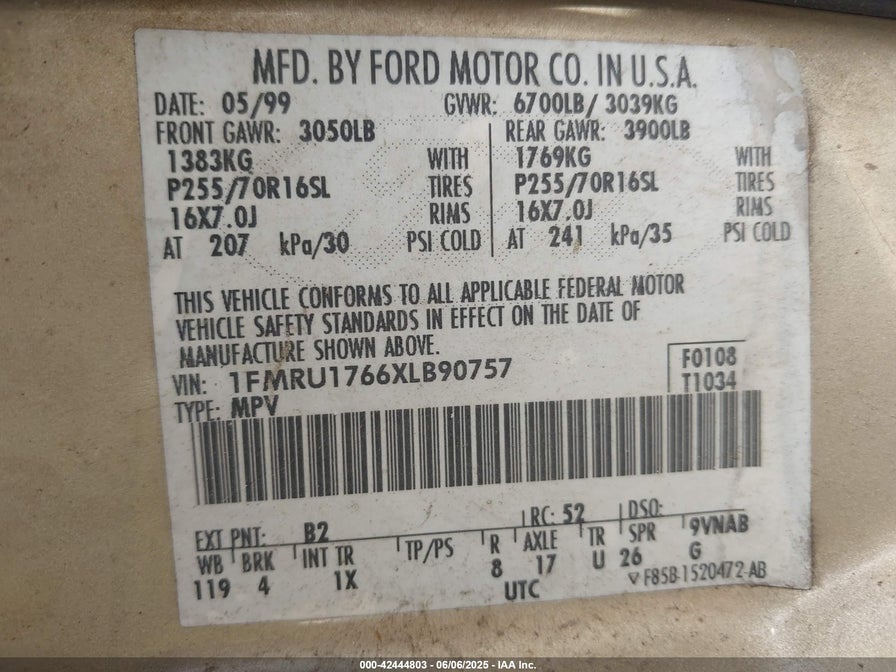 MFD. BY FORD MOTOR CO. IN U.S.A.
DATE: 05/99 GVWR: 6700LB/ 3039KG
FRONT GAWR: 3050LB REAR GAWR: 3900LB
1383KG WITH 1769KG WITH
P255/70R16SL TIRES P255/70R16SL TIRES
16X7.0J RIMS 16X7.0J RIMS
AT 207 kPa/30 PSI COLD AT 241 kPa/35 PSI COLD
THIS VEHICLE CONFORMS TO ALL APPLICABLE FEDERAL MOTOR
VEHICLE SAFETY STANDARDS IN EFFECT ON THE DATE OF
MANUFACTURE SHOWN ABOVE.
VIN: 1FMRU1766XLB90757 F0108
TYPE: MPV T1034
EXT PNT: B2 RC: 52 DSO:
WB BRK INT TR TP/PS R AXLE TR SPR 9VNAB
119 4 1X 8 17 U 26 G
UTC ▽F85B-1520472-AB
000-42444803 - 06/06/2025 - IAA Inc.